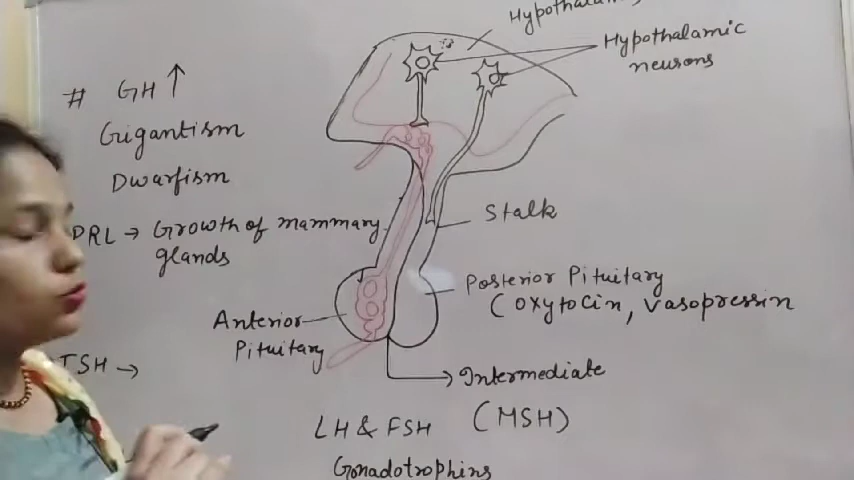 Hypothalamic
neurons
# GH ↑
Gigantism
Dwarfism
PRL → Growth of mammary
glands
Stalk
Posterior Pituitary
(Oxytocin, Vasopressin
Anterior
Pituitary
TSH →
Intermediate
(MSH)
LH & FSH
Gonadotrophins